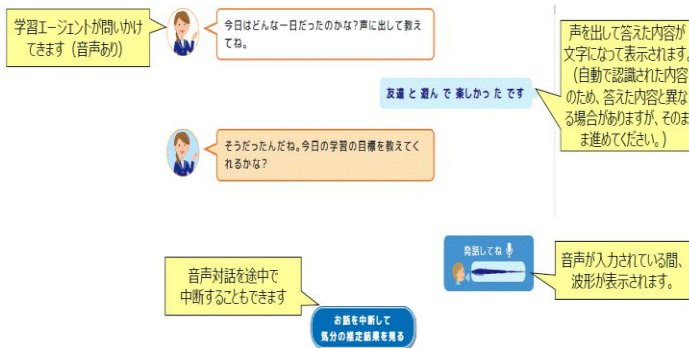 学習エージェントが問いかけ
てきます（音声あり）
今日はどんな一日だったのかな？声に出して教え
てね。
声を出して答えた内容が
文字になって表示されます。
（自動で認識された内容
のため、答えた内容と異な
る場合がありますが、そのま
ま進めてください。）
友達 と 遊ん で 楽しかっ た です
そうだったんだね。今日の学習の目標を教えてく
れるかな？
発話してね
音声が入力されている間、
波形が表示されます。
音声対話を途中で
中断することもできます
お話を中断して
気分の推定結果を見る